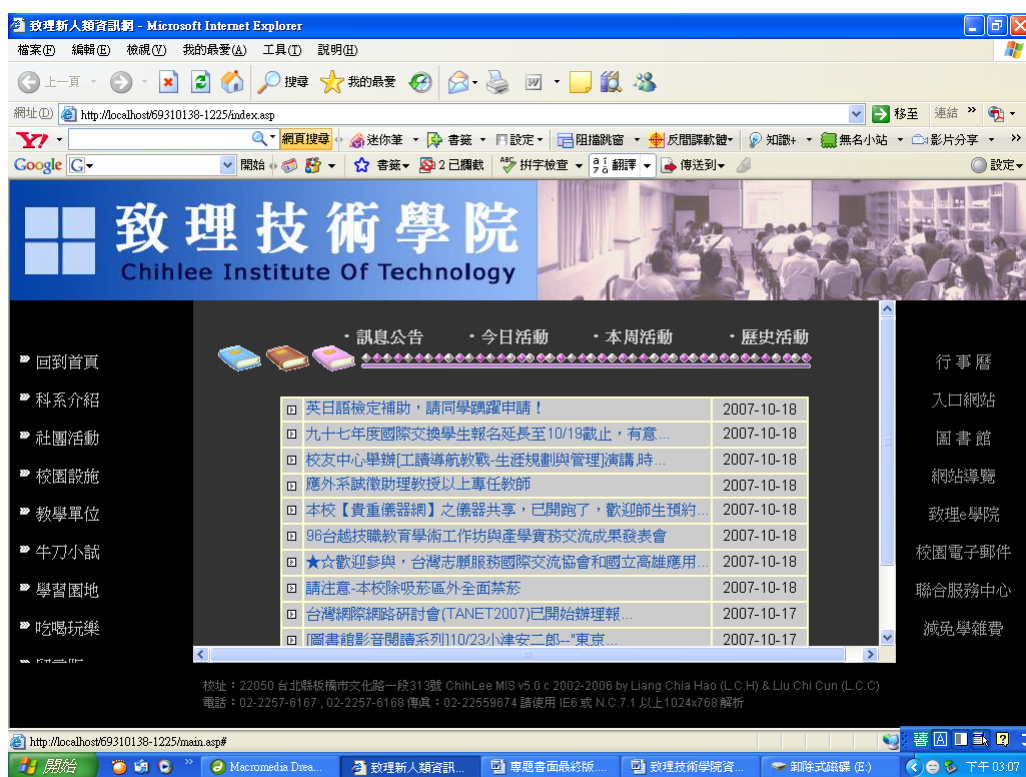 致理新人類資訊網 - Microsoft Internet Explorer
檔案(F) 編輯(E) 檢視(V) 我的最愛(A) 工具(T) 說明(H)
上一頁 搜尋 我的最愛
網址(D) http://localhost/69310138-1225/index.asp 移至 連結 »
Y7 網頁搜尋 迷你筆 書籤 設定 阻擋跳窗 反間諜軟體 知識+ 無名小站 影片分享 »
Google G 開始 書籤 2 已攔截 拼字檢查 翻譯 傳送到 設定
致理技術學院
Chihlee Institute Of Technology
・訊息公告 ・今日活動 ・本周活動 ・歷史活動
回到首頁
科系介紹
社團活動
校園設施
教學單位
牛刀小試
學習園地
吃喝玩樂
英日語檢定補助，請同學踴躍申請！ 2007-10-18
九十七年度國際交換學生報名延長至10/19截止，有意... 2007-10-18
校友中心舉辦[工讀導航教戰-生涯規劃與管理]演講,時... 2007-10-18
應外系誠徵助理教授以上專任教師 2007-10-18
本校【貴重儀器網】之儀器共享，已開跑了，歡迎師生預約... 2007-10-18
96台越技職教育學術工作坊與產學實務交流成果發表會 2007-10-18
★☆歡迎參與，台灣志願服務國際交流協會和國立高雄應用... 2007-10-18
請注意-本校除吸菸區外全面禁菸 2007-10-18
台灣網際網路研討會(TANET2007)已開始辦理報... 2007-10-17
[圖書館影音閱讀系列]10/23小津安二郎--"東京... 2007-10-17
行事曆
入口網站
圖書館
網站導覽
致理e學院
校園電子郵件
聯合服務中心
減免學雜費
校址：22050 台北縣板橋市文化路一段313號 ChihLee MIS v5.0 c 2002-2006 by Liang Chia Hao (L.C.H) & Liu Chi Cun (L.C.C)
電話：02-2257-6167 , 02-2257-6168 傳真：02-22559674 請使用 IE6 或 N.C.7.1 以上1024x768 解析
http://localhost/69310138-1225/main.asp#
開始 » Macromedia Drea... 致理新人類資訊... 專題書面最終版.... 致理技術學院資... 卸除式磁碟 (E:) 下午 03:07